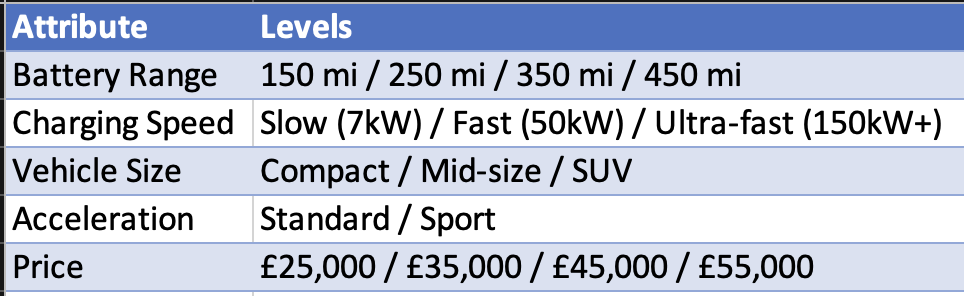 Attribute Levels
Battery Range 150 mi / 250 mi / 350 mi / 450 mi
Charging Speed Slow (7kW) / Fast (50kW) / Ultra-fast (150kW+)
Vehicle Size Compact / Mid-size / SUV
Acceleration Standard / Sport
Price £25,000 / £35,000 / £45,000 / £55,000